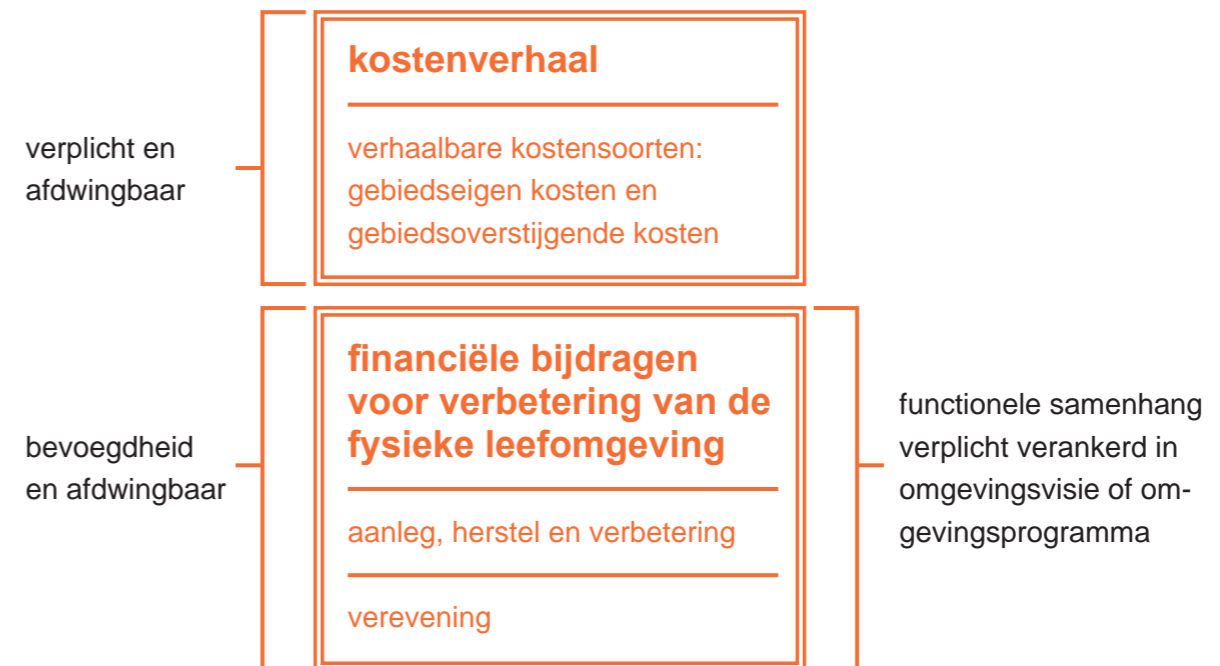 kostenverhaal
verplicht en
afdwingbaar
verhaalbare kostensoorten:
gebiedseigen kosten en
gebiedsoverstijgende kosten
financiële bijdragen
voor verbetering van de
fysieke leefomgeving
bevoegdheid
en afdwingbaar
aanleg, herstel en verbetering
verevening
functionele samenhang
verplicht verankerd in
omgevingsvisie of om-
gevingsprogramma